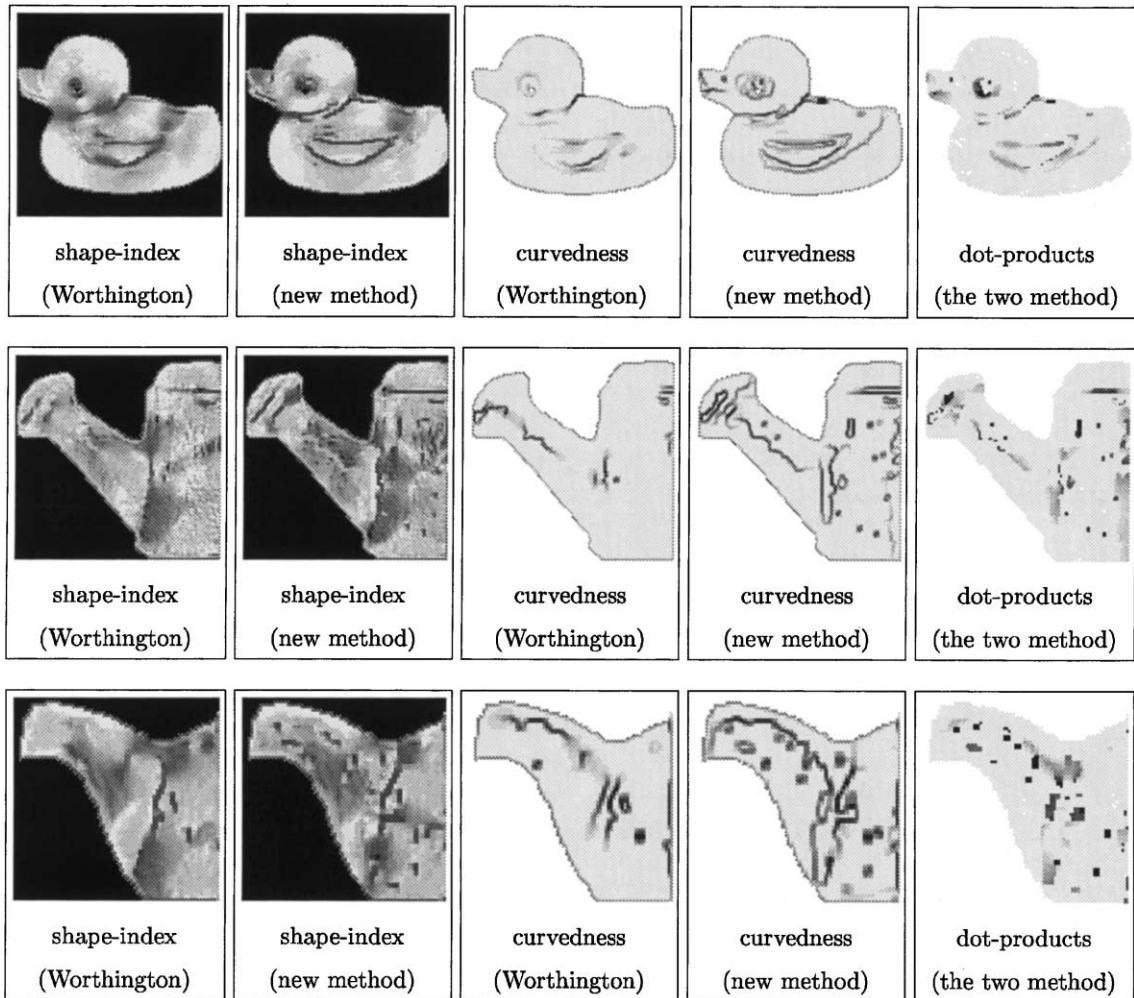 shape-index
(Worthington)
shape-index
(new method)
curvedness
(Worthington)
curvedness
(new method)
dot-products
(the two method)
shape-index
(Worthington)
shape-index
(new method)
curvedness
(Worthington)
curvedness
(new method)
dot-products
(the two method)
shape-index
(Worthington)
shape-index
(new method)
curvedness
(Worthington)
curvedness
(new method)
dot-products
(the two method)